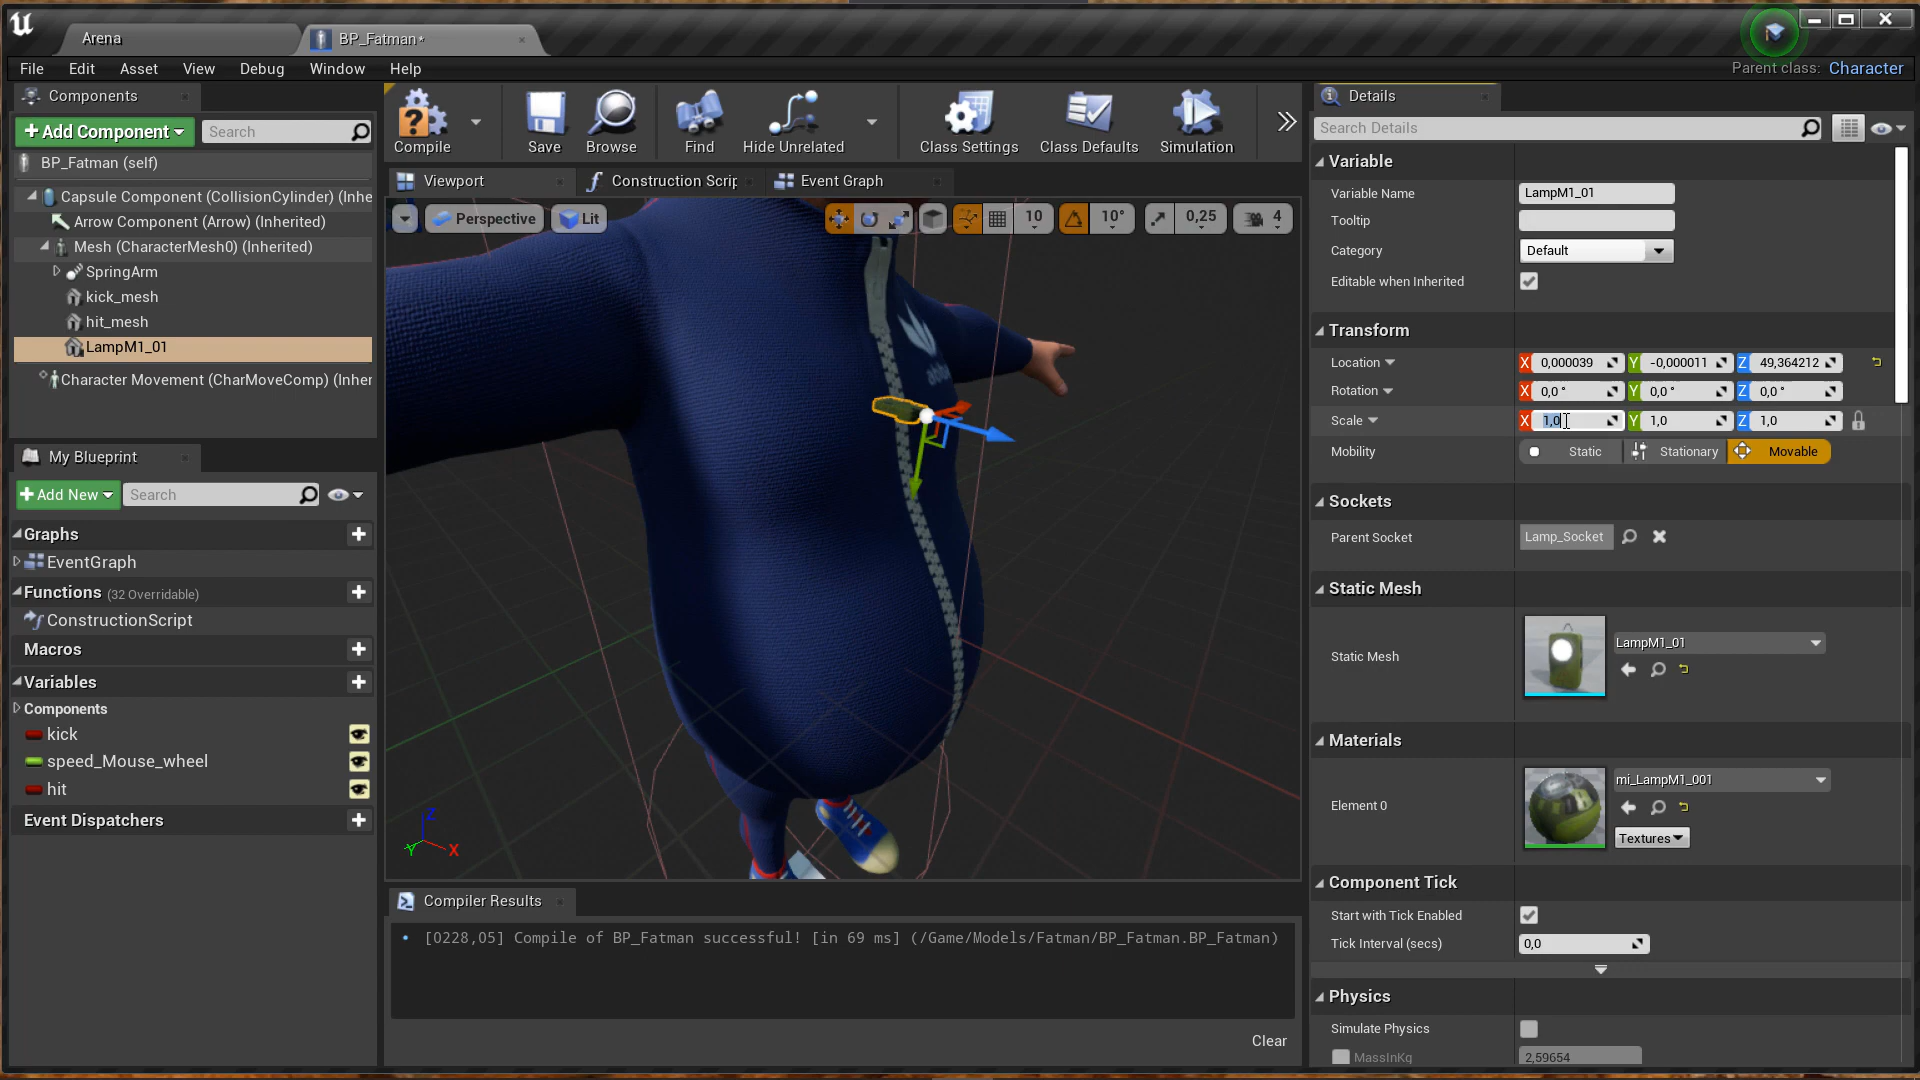 Arena
BP_Fatman*
File Edit Asset View Debug Window Help
Parent class: Character
Components
+ Add Component
Search
BP_Fatman (self)
Capsule Component (CollisionCylinder) (Inhe
Arrow Component (Arrow) (Inherited)
Mesh (CharacterMesh0) (Inherited)
SpringArm
kick_mesh
hit_mesh
LampM1_01
Character Movement (CharMoveComp) (Inher
My Blueprint
+ Add New
Search
Graphs
EventGraph
Functions (32 Overridable)
ConstructionScript
Macros
Variables
Components
kick
speed_Mouse_wheel
hit
Event Dispatchers
Compile
Save
Browse
Find
Hide Unrelated
Class Settings
Class Defaults
Simulation
Viewport
Construction Scrip
Event Graph
Perspective
Lit
10
10°
0,25
4
Z
Y
X
Compiler Results
[0228,05] Compile of BP_Fatman successful! [in 69 ms] (/Game/Models/Fatman/BP_Fatman.BP_Fatman)
Clear
Details
Search Details
Variable
Variable Name LampM1_01
Tooltip
Category Default
Editable when Inherited
Transform
Location X 0,000039 Y -0,000011 Z 49,364212
Rotation X 0,0 ° Y 0,0 ° Z 0,0 °
Scale X 1,0 Y 1,0 Z 1,0
Mobility Static Stationary Movable
Sockets
Parent Socket Lamp_Socket
Static Mesh
Static Mesh LampM1_01
Materials
Element 0 mi_LampM1_001
Textures
Component Tick
Start with Tick Enabled
Tick Interval (secs) 0,0
Physics
Simulate Physics
MassInKg 2,59654